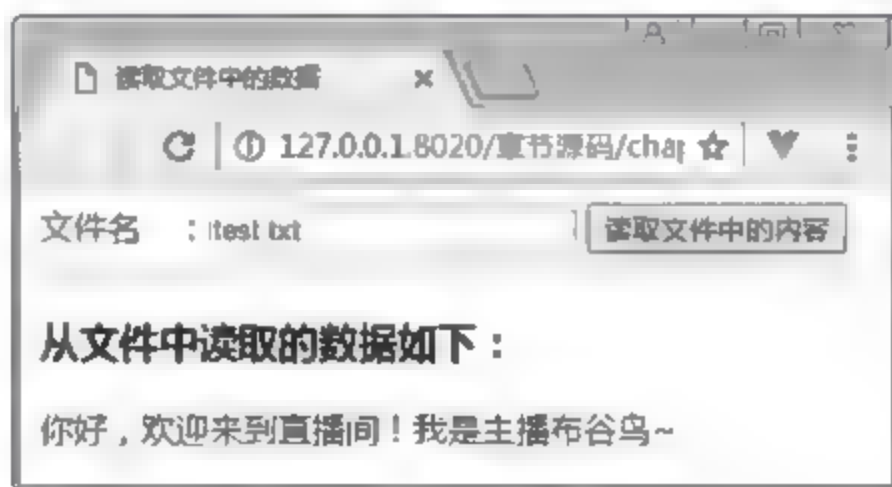 读取文件中的数据
127.0.0.1:8020/章节源码/chap
文件名 : test txt 读取文件中的内容
从文件中读取的数据如下：
你好，欢迎来到直播间！我是主播布谷鸟~